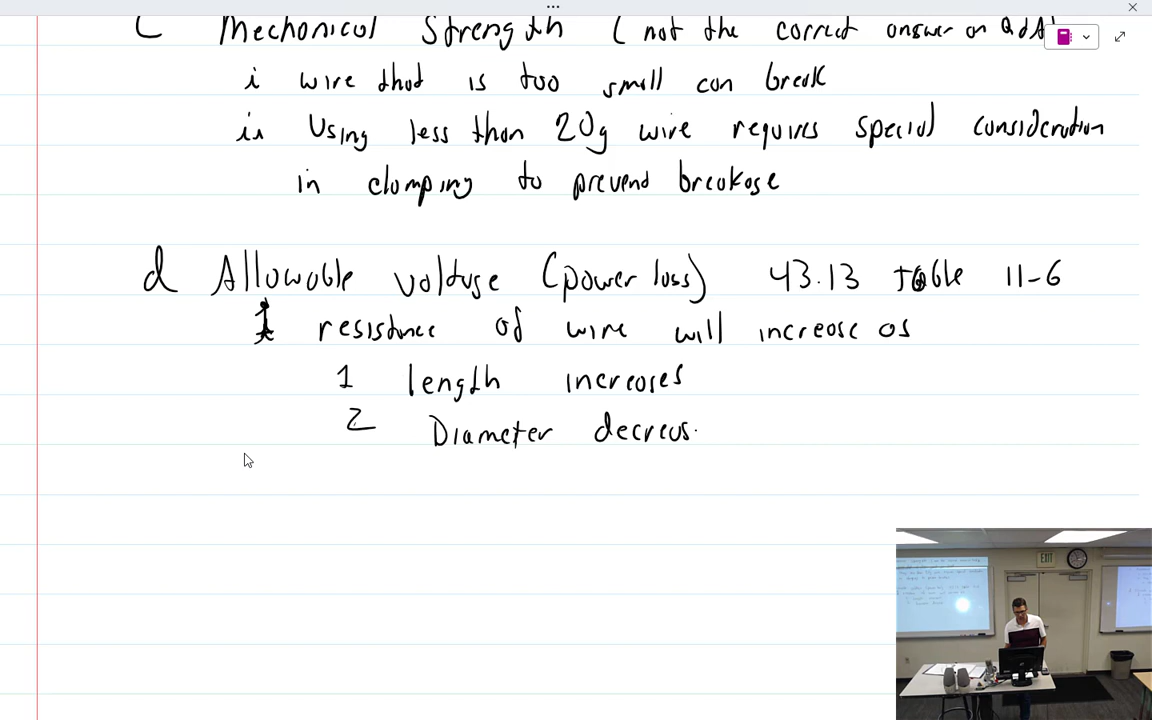 C Mechanical Strength (not the correct answer on Q&A)
i wire that is too small can break
ii Using less than 20g wire requires special consideration
in clamping to prevend breakage
d Allowable voltage (power loss) 43.13 table 11-6
resistance of wire will increase as
1 length increases
2 Diameter decreas.
EXIT